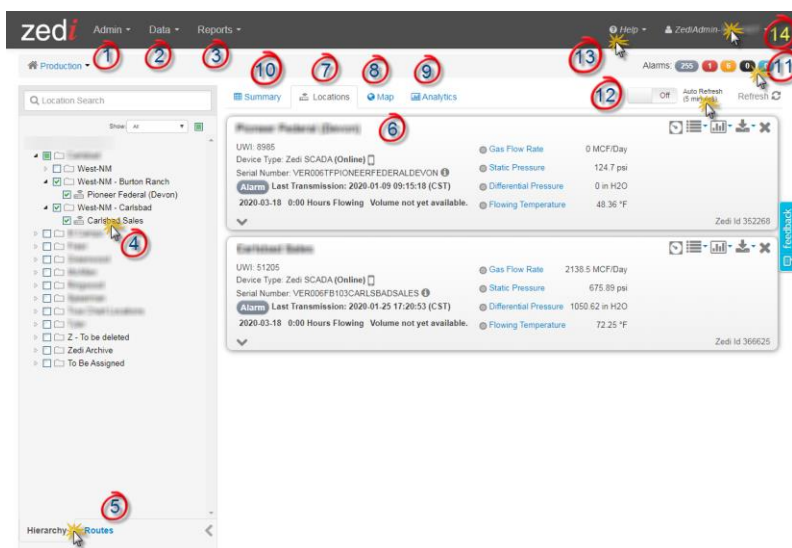 zedi Admin Data Reports Help ZediAdmin-
1 2 3 13 14
Production Alarms: 255 1 6 0 11
Location Search
10 7 8 9 12
Summary Locations Map Analytics Off Auto Refresh (5 min Refresh
Show: All
6
Pioneer Federal (Devon)
UWI: 8985
Device Type: Zedi SCADA (Online)
Serial Number: VER006TFPIONEERFEDERALDEVON
Alarm Last Transmission: 2020-01-09 09:15:18 (CST)
2020-03-18 0:00 Hours Flowing Volume not yet available.
Gas Flow Rate 0 MCF/Day
Static Pressure 124.7 psi
Differential Pressure 0 in H2O
Flowing Temperature 48.36 °F
Zedi Id 352268
Carlsbad Sales
UWI: 51205
Device Type: Zedi SCADA (Online)
Serial Number: VER006FB103CARLSBADSALES
Alarm Last Transmission: 2020-01-25 17:20:53 (CST)
2020-03-18 0:00 Hours Flowing Volume not yet available.
Gas Flow Rate 2138.5 MCF/Day
Static Pressure 675.89 psi
Differential Pressure 1050.62 in H2O
Flowing Temperature 72.25 °F
Zedi Id 366625
West-NM
West-NM - Burton Ranch
Pioneer Federal (Devon)
West-NM - Carlsbad
Carlsbad Sales
4
Z - To be deleted
Zedi Archive
To Be Assigned
5
Hierarchy Routes
feedback